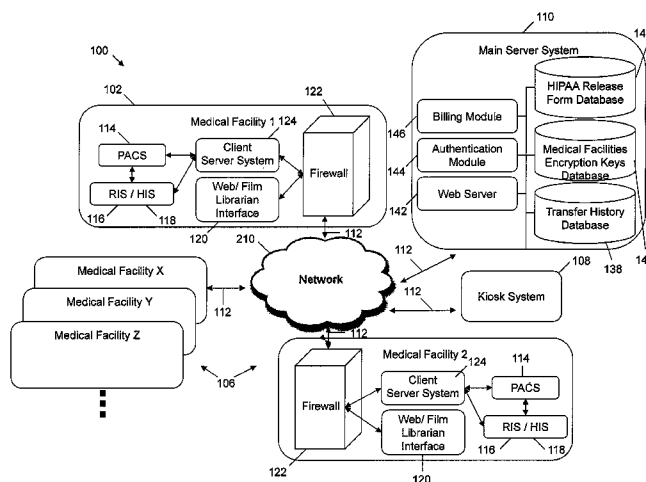 100
102
110
Main Server System
HIPAA Release
Form Database
Billing Module
146
Authentication
Module
144
Medical Facilities
Encryption Keys
Database
Web Server
142
Transfer History
Database
138
122
Medical Facility 1
124
114
PACS
Client
Server System
Firewall
RIS / HIS
116
118
Web/ Film
Librarian
Interface
120
210
112
Network
112
112
Kiosk System
108
Medical Facility X
Medical Facility Y
Medical Facility Z
112
106
112
Medical Facility 2
124
114
Client
Server System
PACS
Firewall
Web/ Film
Librarian
Interface
RIS / HIS
116
118
122
120